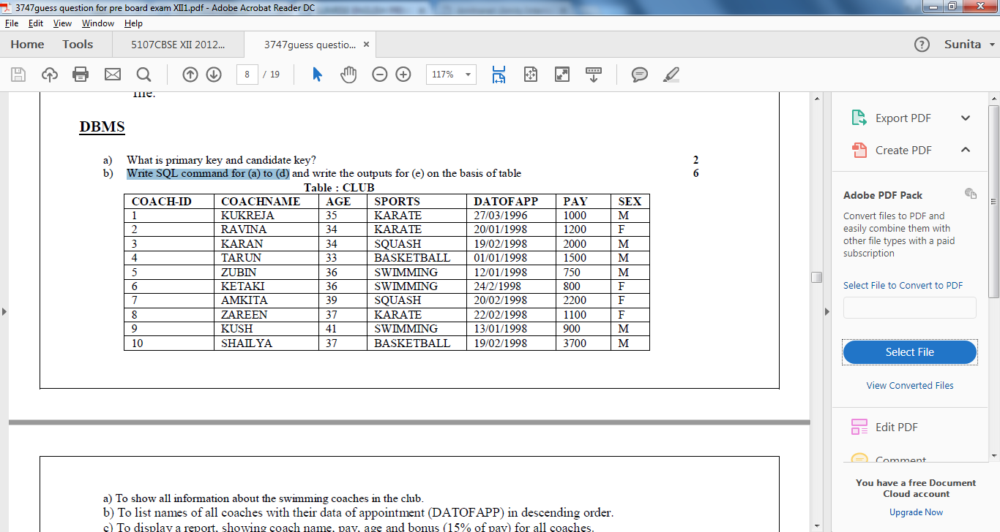 3747guess question for pre board exam XII1.pdf - Adobe Acrobat Reader DC
File Edit View Window Help
Home Tools 5107CBSE XII 2012... 3747guess questio... × ? Sunita
8 / 19 117%
file.
DBMS
a) What is primary key and candidate key? 2
b) Write SQL command for (a) to (d) and write the outputs for (e) on the basis of table 6
Table : CLUB
COACH-ID COACHNAME AGE SPORTS DATOFAPP PAY SEX
1 KUKREJA 35 KARATE 27/03/1996 1000 M
2 RAVINA 34 KARATE 20/01/1998 1200 F
3 KARAN 34 SQUASH 19/02/1998 2000 M
4 TARUN 33 BASKETBALL 01/01/1998 1500 M
5 ZUBIN 36 SWIMMING 12/01/1998 750 M
6 KETAKI 36 SWIMMING 24/2/1998 800 F
7 AMKITA 39 SQUASH 20/02/1998 2200 F
8 ZAREEN 37 KARATE 22/02/1998 1100 F
9 KUSH 41 SWIMMING 13/01/1998 900 M
10 SHAILYA 37 BASKETBALL 19/02/1998 3700 M
a) To show all information about the swimming coaches in the club.
b) To list names of all coaches with their data of appointment (DATOFAPP) in descending order.
c) To display a report, showing coach name, pay, age and bonus (15% of pay) for all coaches.
Export PDF
Create PDF
Adobe PDF Pack
Convert files to PDF and
easily combine them with
other file types with a paid
subscription
Select File to Convert to PDF
Select File
View Converted Files
Edit PDF
Comment
You have a free Document
Cloud account
Upgrade Now